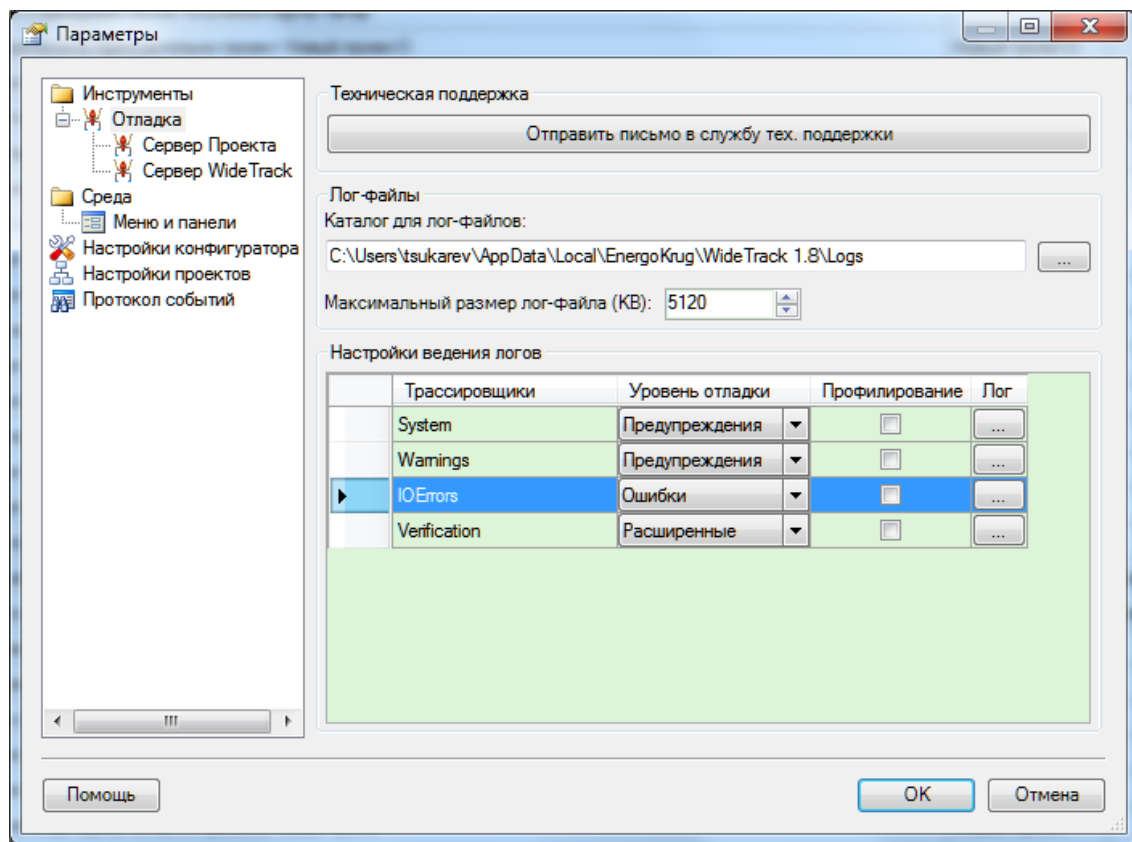 Параметры
Инструменты
Отладка
Сервер Проекта
Сервер WideTrack
Среда
Меню и панели
Настройки конфигуратора
Настройки проектов
Протокол событий
Техническая поддержка
Отправить письмо в службу тех. поддержки
Лог-файлы
Каталог для лог-файлов:
C:\Users\tsukarev\AppData\Local\EnergoKrug\WideTrack 1.8\Logs
...
Максимальный размер лог-файла (KB): 5120
Настройки ведения логов
Трассировщики Уровень отладки Профилирование Лог
System Предупреждения ...
Warnings Предупреждения ...
IOErrors Ошибки ...
Verification Расширенные ...
Помощь OK Отмена